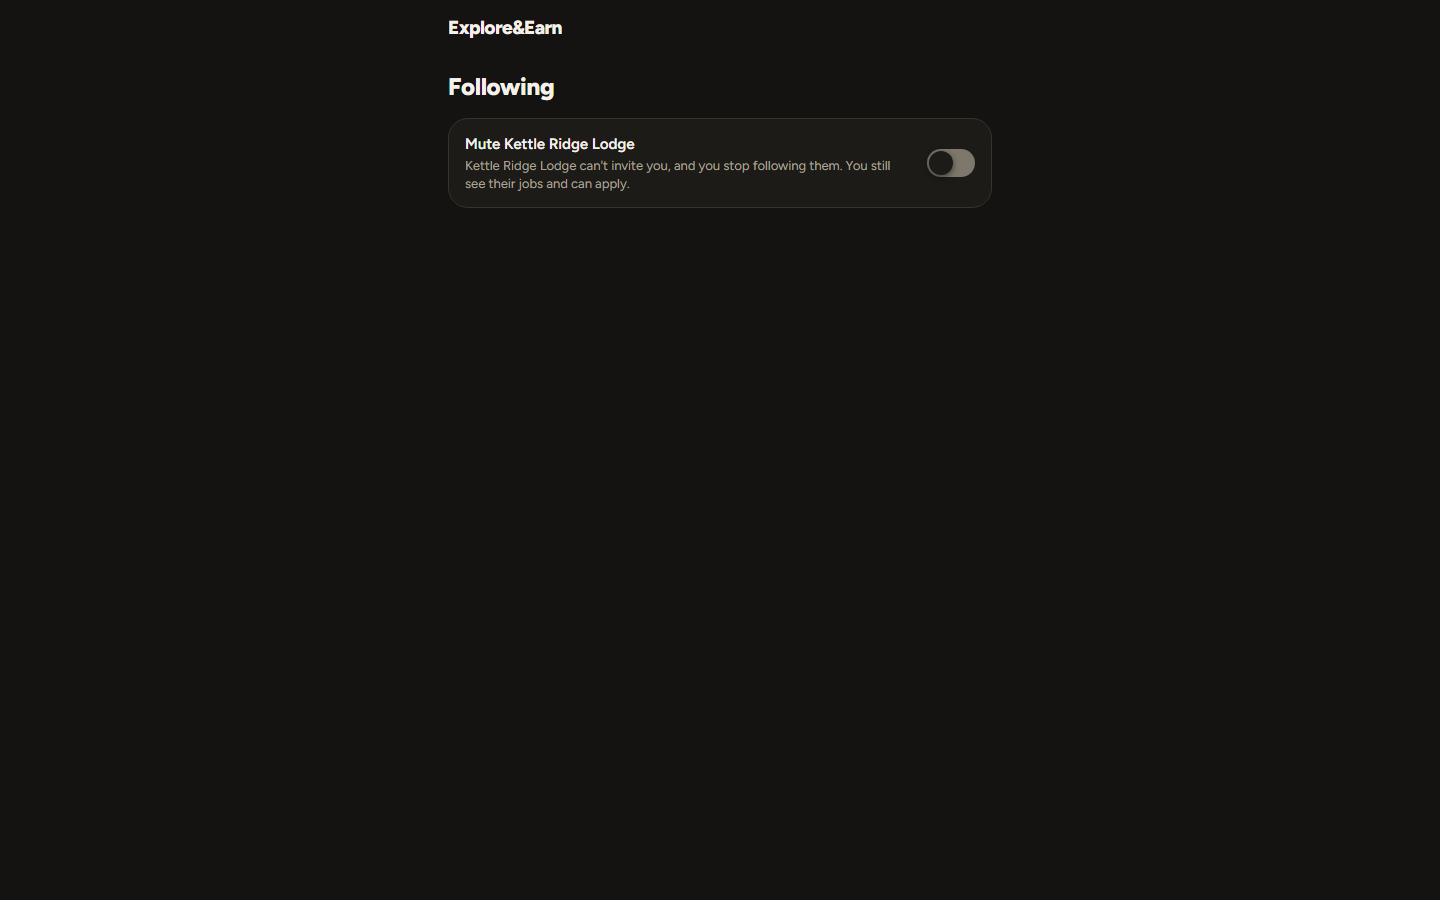 Explore&Earn
Following
Mute Kettle Ridge Lodge
Kettle Ridge Lodge can't invite you, and you stop following them. You still
see their jobs and can apply.